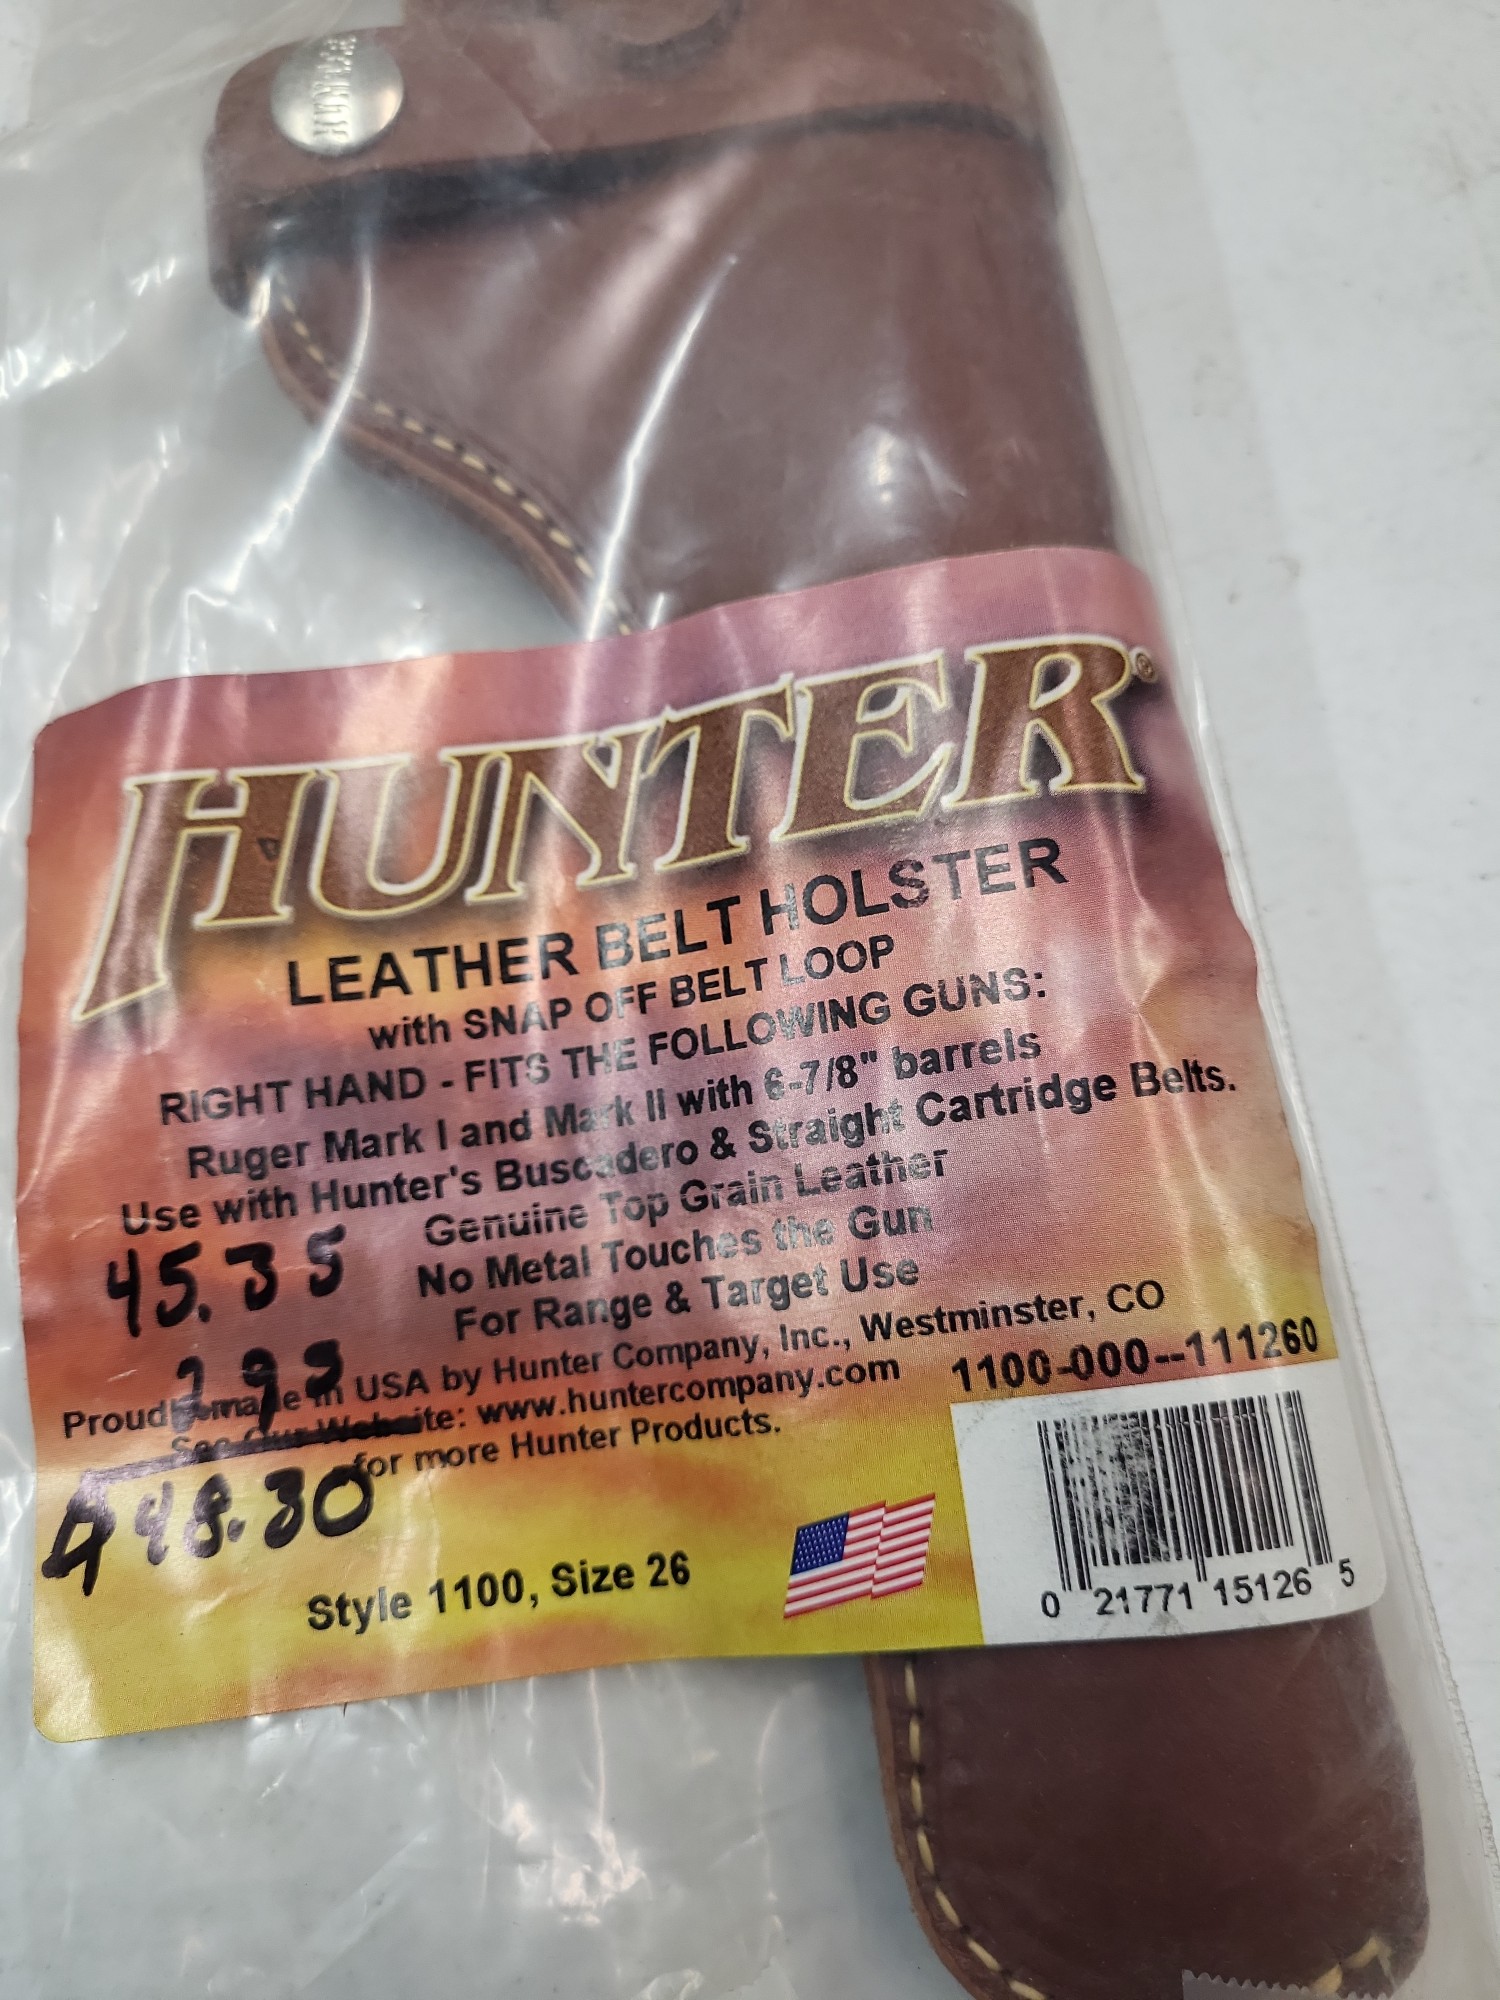 HUNTER
HUNTER®
LEATHER BELT HOLSTER
with SNAP OFF BELT LOOP
RIGHT HAND - FITS THE FOLLOWING GUNS:
Ruger Mark I and Mark II with 6-7/8" barrels
Use with Hunter's Buscadero & Straight Cartridge Belts.
Genuine Top Grain Leather
No Metal Touches the Gun
For Range & Target Use
45.35
2.95
48.30
Proudly made in USA by Hunter Company, Inc., Westminster, CO
See Our Website: www.huntercompany.com
for more Hunter Products.
1100-000--111260
Style 1100, Size 26
0 21771 15126 5